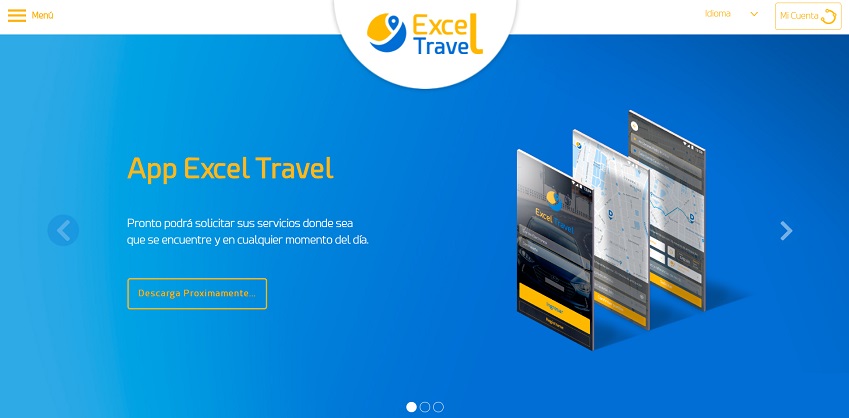 Menú
Excel
Travel
Idioma
Mi Cuenta
App Excel Travel
Pronto podrá solicitar sus servicios donde sea
que se encuentre y en cualquier momento del día.
Descarga Proximamente...
Excel Travel
Ingresar